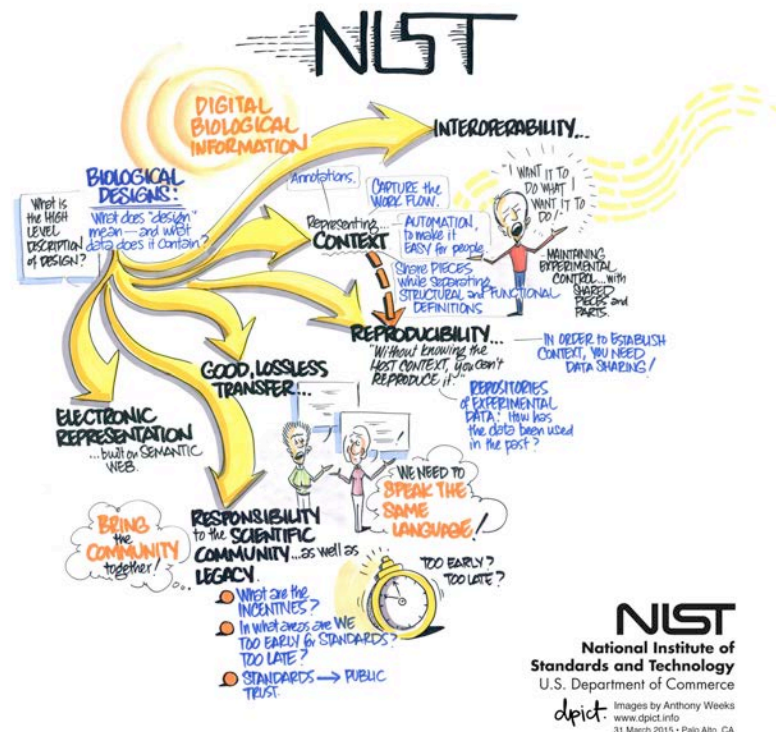 NIST
DIGITAL
BIOLOGICAL
INFORMATION
INTEROPERABILITY...
BIOLOGICAL
DESIGNS:
What does "design"
mean — and what
data does it contain?
What is
the HIGH
LEVEL
DISCRIPTION
of DESIGN?
Annotations.
CAPTURE the
WORK FLOW.
Representing...
CONTEXT
AUTOMATION,
to make it
EASY for people.
Share PIECES
while separating
STRUCTURAL and FUNCTIONAL
DEFINITIONS
"I WANT IT TO
DO WHAT I
WANT IT TO
DO!"
- MAINTAINING
EXPERIMENTAL
CONTROL...with
SHARED
PIECES and
PARTS.
REPRODUCIBILITY...
"Without knowing the
HOST CONTEXT, you can't
REPRODUCE it."
- IN ORDER to ESTABLISH
CONTEXT, YOU NEED
DATA SHARING!
REPOSITORIES
of EXPERIMENTAL
DATA: How has
the data been used
in the past?
GOOD, LOSSLESS
TRANSFER...
ELECTRONIC
REPRESENTATION
...built on SEMANTIC
WEB.
WE NEED TO
SPEAK THE
SAME
LANGUAGE!
BRING
the
COMMUNITY
together!
RESPONSIBILITY
to the SCIENTIFIC
COMMUNITY...as well as
LEGACY.
What are the
INCENTIVES?
In what areas are WE
TOO EARLY for STANDARDS?
TOO LATE?
STANDARDS → PUBLIC
TRUST.
TOO EARLY?
TOO LATE?
NIST
National Institute of
Standards and Technology
U.S. Department of Commerce
dpict.
Images by Anthony Weeks
www.dpict.info
31 March 2015 • Palo Alto, CA